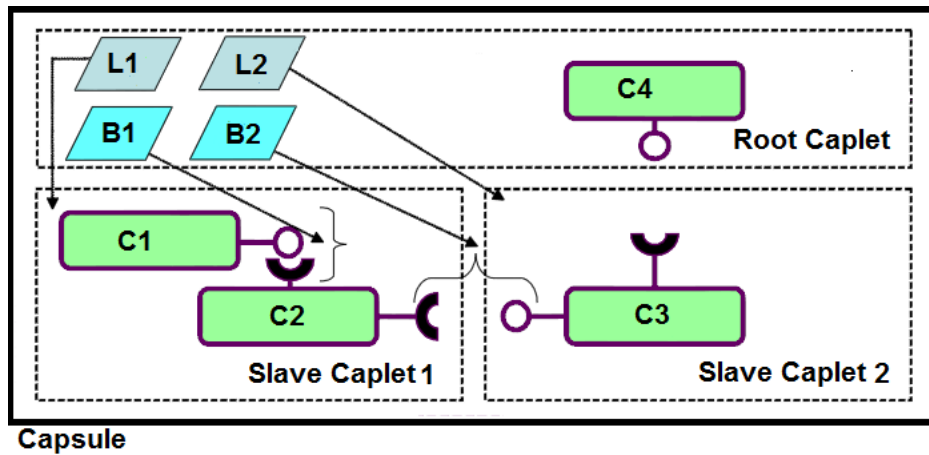 L1
L2
C4
B1
B2
Root Caplet
C1
C2
C3
Slave Caplet 1
Slave Caplet 2
Capsule